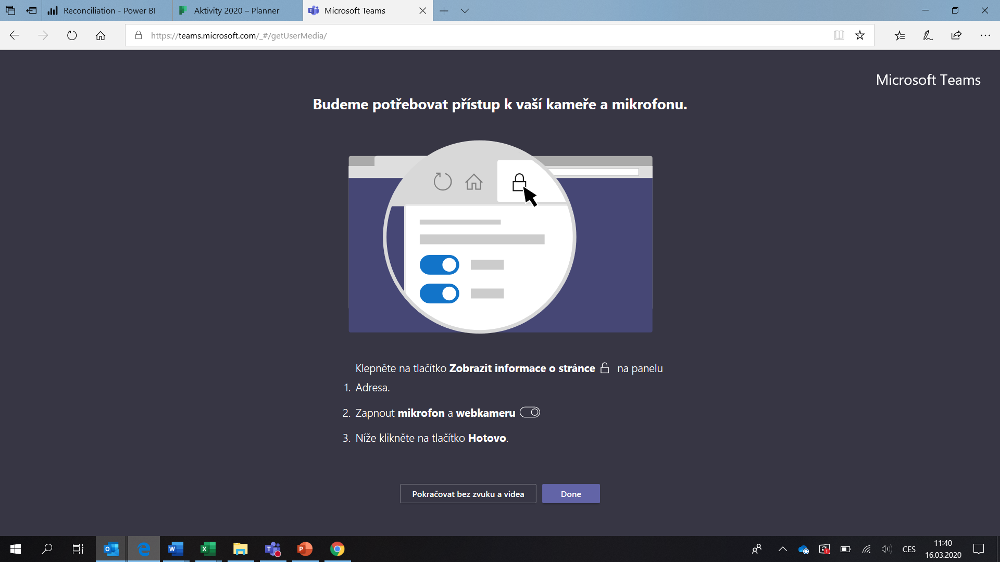 Reconciliation - Power BI
Aktivity 2020 – Planner
Microsoft Teams
https://teams.microsoft.com/_#/getUserMedia/
Microsoft Teams
Budeme potřebovat přístup k vaší kameře a mikrofonu.
Klepněte na tlačítko Zobrazit informace o stránce na panelu
1. Adresa.
2. Zapnout mikrofon a webkameru
3. Níže klikněte na tlačítko Hotovo.
Pokračovat bez zvuku a videa
Done
CES
11:40
16.03.2020